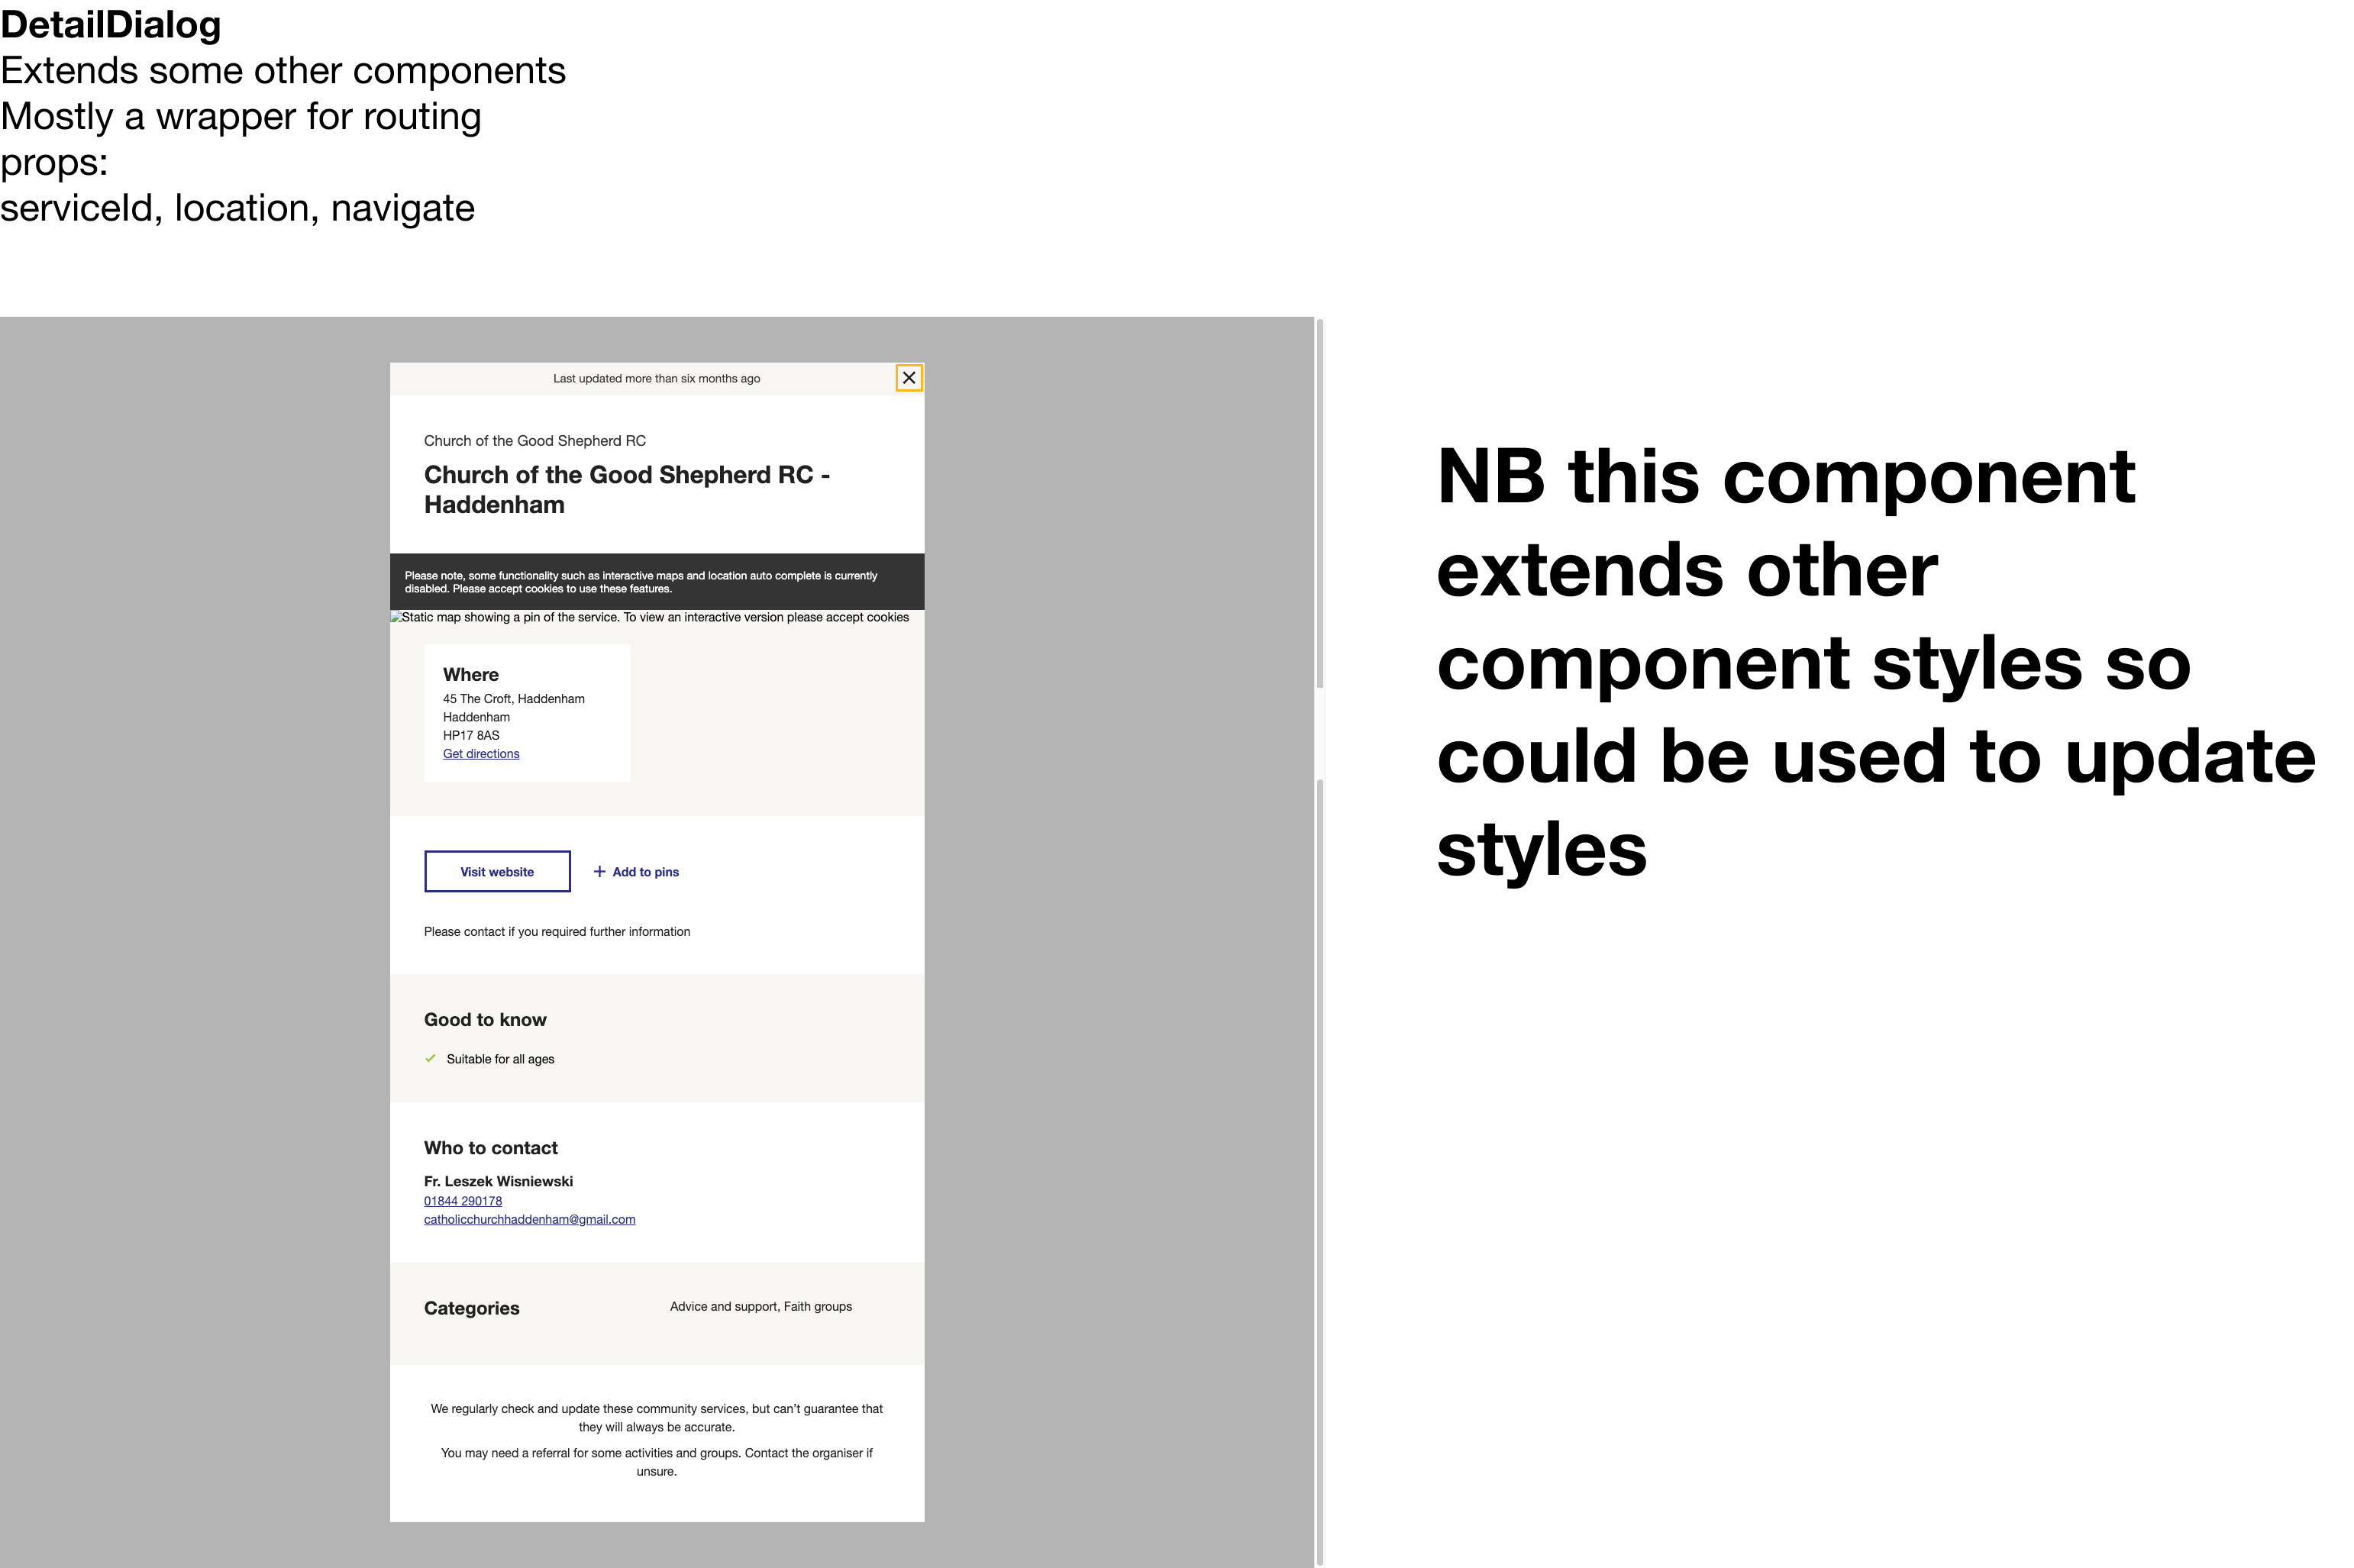 DetailDialog
Extends some other components
Mostly a wrapper for routing
props:
serviceId, location, navigate
Last updated more than six months ago
Church of the Good Shepherd RC
Church of the Good Shepherd RC -
Haddenham
Please note, some functionality such as interactive maps and location auto complete is currently
disabled. Please accept cookies to use these features.
Static map showing a pin of the service. To view an interactive version please accept cookies
Where
45 The Croft, Haddenham
Haddenham
HP17 8AS
Get directions
Visit website
+ Add to pins
Please contact if you required further information
Good to know
Suitable for all ages
Who to contact
Fr. Leszek Wisniewski
01844 290178
catholicchurchhaddenham@gmail.com
Categories
Advice and support, Faith groups
We regularly check and update these community services, but can’t guarantee that
they will always be accurate.
You may need a referral for some activities and groups. Contact the organiser if
unsure.
NB this component
extends other
component styles so
could be used to update
styles